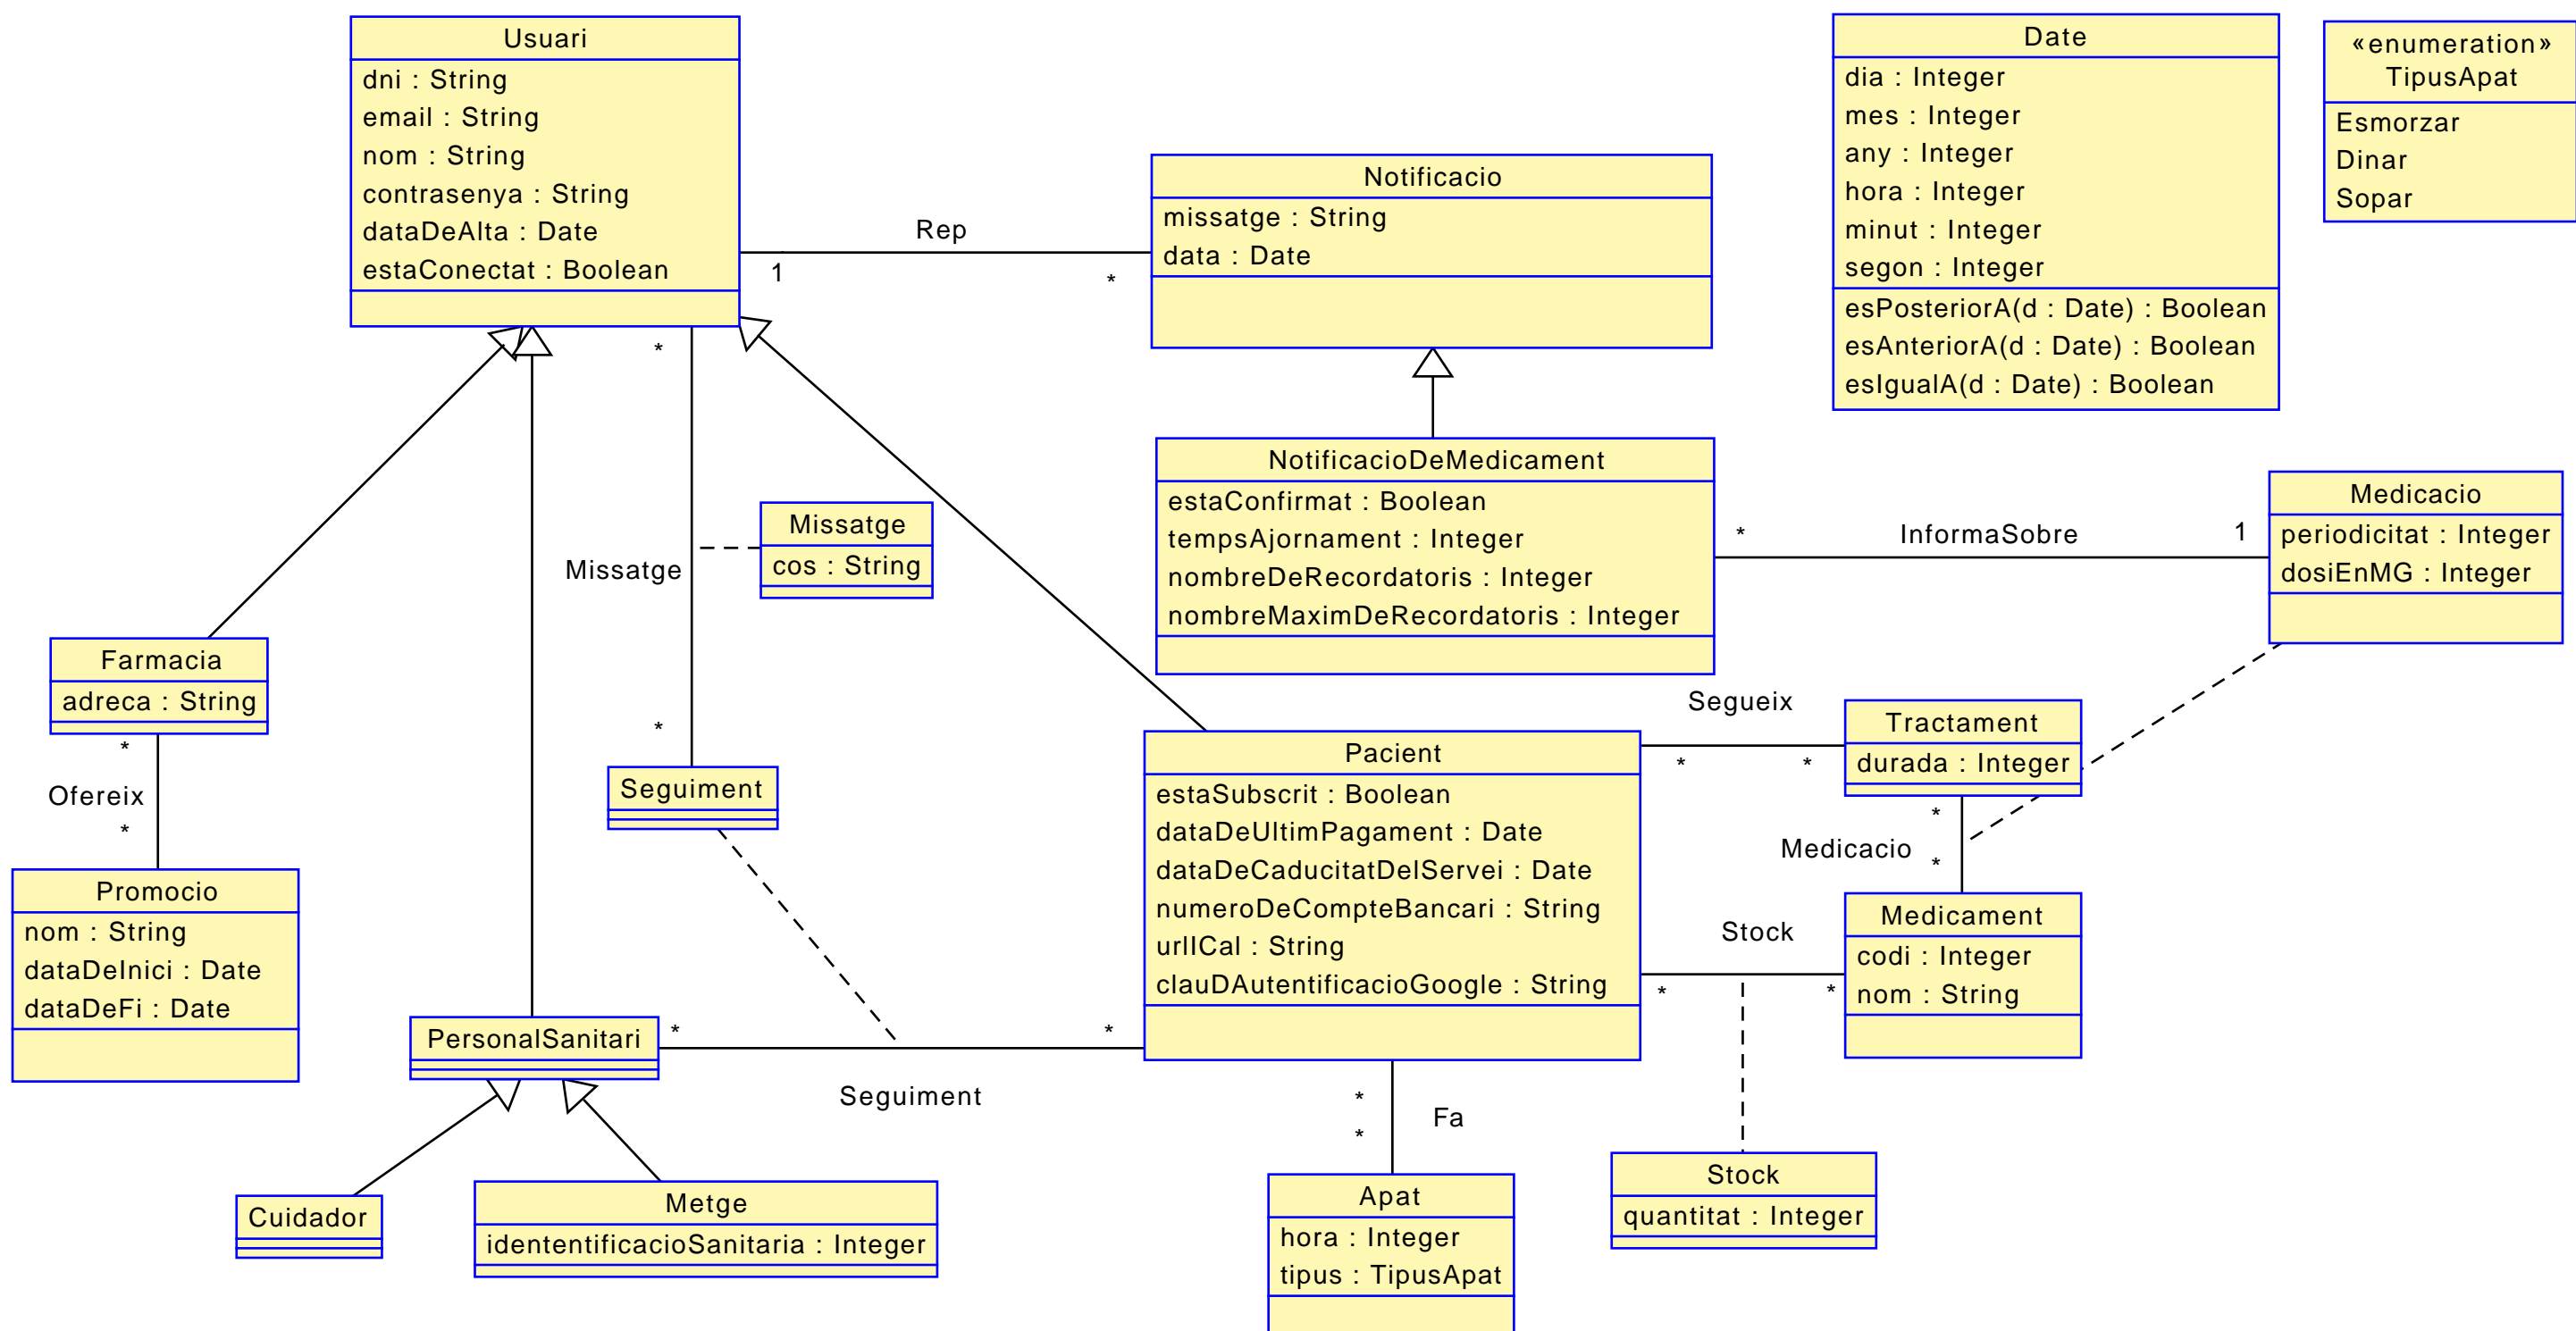 Usuari
dni : String
email : String
nom : String
contrasenya : String
dataDeAlta : Date
estaConectat : Boolean
Rep
1
*
Notificacio
missatge : String
data : Date
Date
dia : Integer
mes : Integer
any : Integer
hora : Integer
minut : Integer
segon : Integer
esPosteriorA(d : Date) : Boolean
esAnteriorA(d : Date) : Boolean
esIgualA(d : Date) : Boolean
«enumeration»
TipusApat
Esmorzar
Dinar
Sopar
*
Missatge
*
Missatge
cos : String
NotificacioDeMedicament
estaConfirmat : Boolean
tempsAjornament : Integer
nombreDeRecordatoris : Integer
nombreMaximDeRecordatoris : Integer
*
InformaSobre
1
Medicacio
periodicitat : Integer
dosiEnMG : Integer
Farmacia
adreca : String
*
Ofereix
*
Promocio
nom : String
dataDeInici : Date
dataDeFi : Date
Seguiment
Pacient
estaSubscrit : Boolean
dataDeUltimPagament : Date
dataDeCaducitatDelServei : Date
numeroDeCompteBancari : String
urlICal : String
clauDAutentificacioGoogle : String
Segueix
*
*
Tractament
durada : Integer
*
Medicacio
*
Medicament
codi : Integer
nom : String
Stock
*
*
PersonalSanitari
*
*
Seguiment
*
*
Fa
Cuidador
Metge
idententificacioSanitaria : Integer
Apat
hora : Integer
tipus : TipusApat
Stock
quantitat : Integer